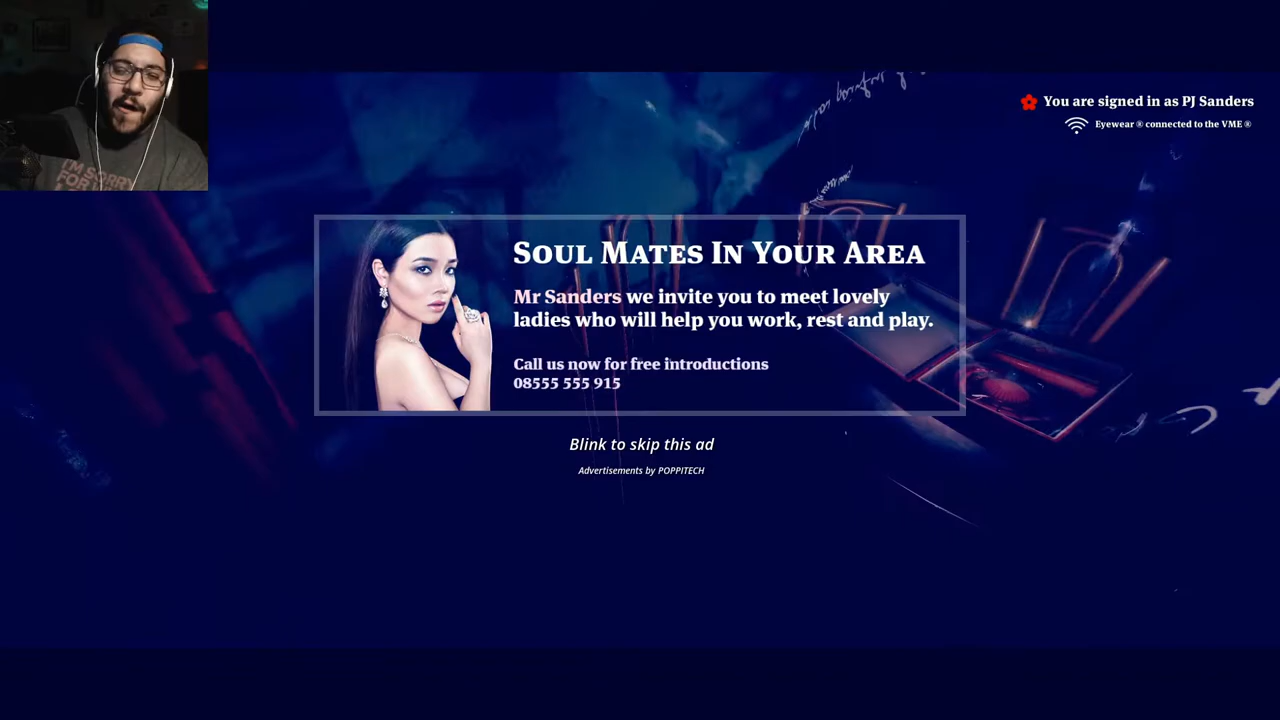 You are signed in as PJ Sanders
Eyewear ® connected to the VME ®
SOUL MATES IN YOUR AREA
Mr Sanders we invite you to meet lovely
ladies who will help you work, rest and play.
Call us now for free introductions
08555 555 915
Blink to skip this ad
Advertisements by POPPITECH
I'M SORRY
FOR